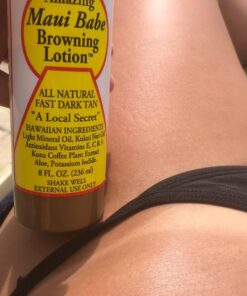 Amazing
Maui Babe
Browning
Lotion™
ALL NATURAL
FAST DARK TAN
"A Local Secret"
HAWAIIAN INGREDIENTS
Light Mineral Oil, Kukui Nut Oil
Antioxidant Vitamins E, C & A
Kona Coffee Plant Extract
Aloe, Potassium Iodide
8 FL. OZ (236 ml)
SHAKE WELL
EXTERNAL USE ONLY